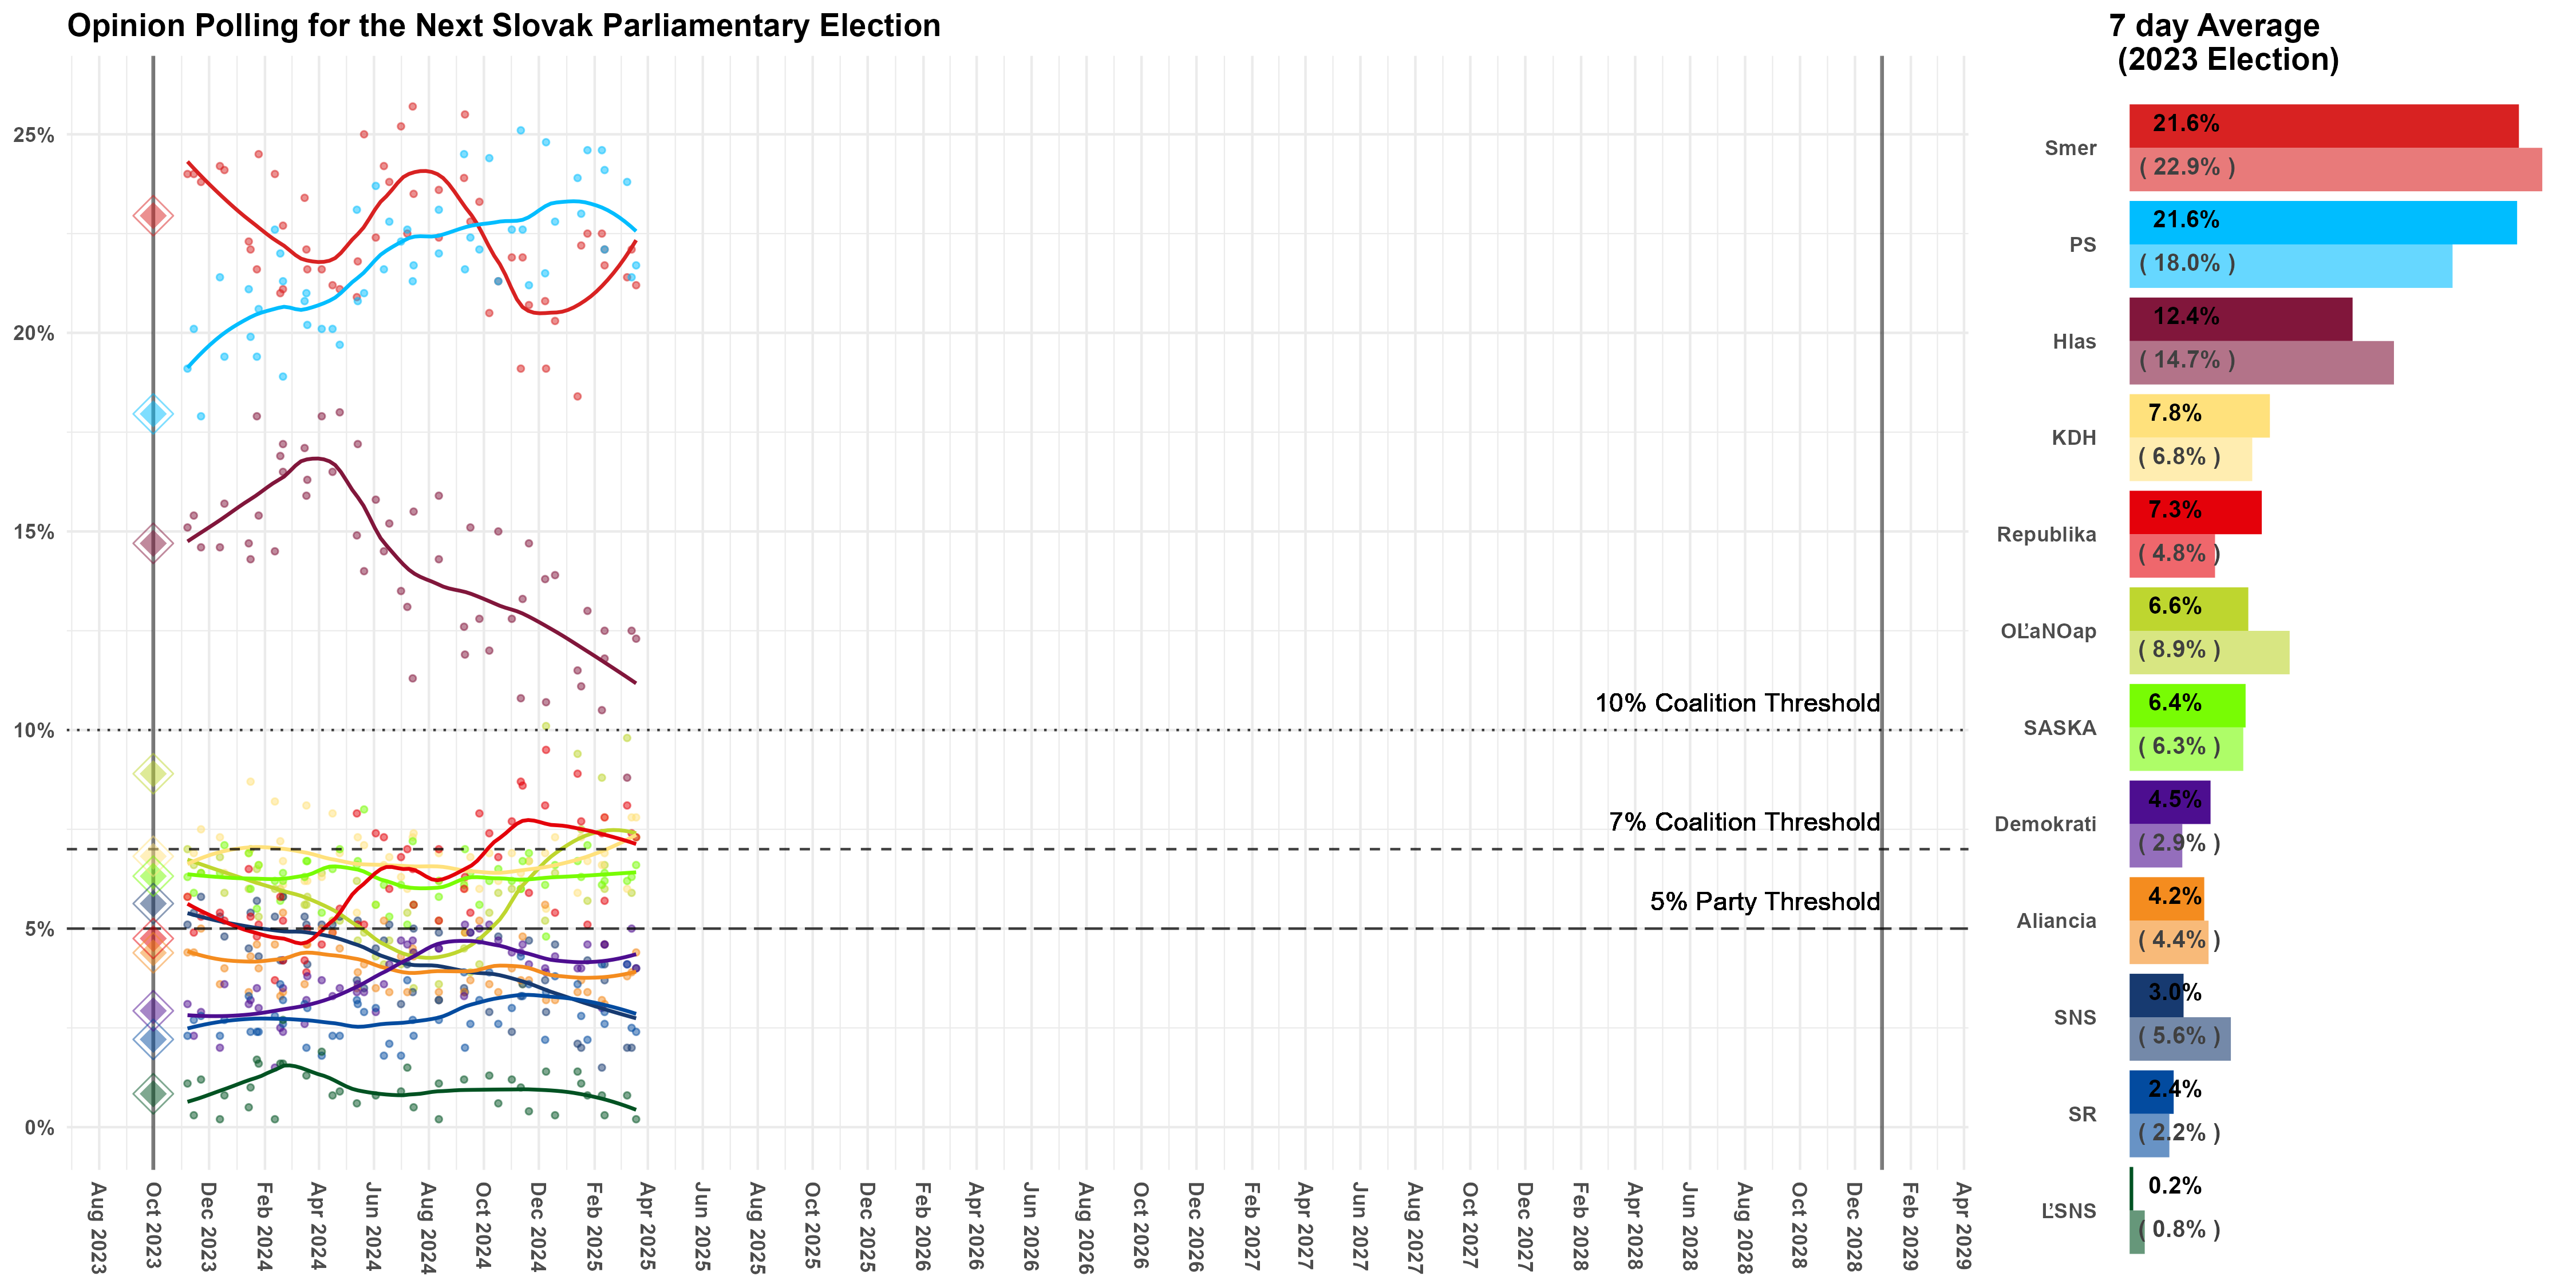 Opinion Polling for the Next Slovak Parliamentary Election
7 day Average
(2023 Election)
25%
20%
15%
10%
5%
0%
10% Coalition Threshold
7% Coalition Threshold
5% Party Threshold
Aug 2023
Oct 2023
Dec 2023
Feb 2024
Apr 2024
Jun 2024
Aug 2024
Oct 2024
Dec 2024
Feb 2025
Apr 2025
Jun 2025
Aug 2025
Oct 2025
Dec 2025
Feb 2026
Apr 2026
Jun 2026
Aug 2026
Oct 2026
Dec 2026
Feb 2027
Apr 2027
Jun 2027
Aug 2027
Oct 2027
Dec 2027
Feb 2028
Apr 2028
Jun 2028
Aug 2028
Oct 2028
Dec 2028
Feb 2029
Apr 2029
Smer
21.6%
( 22.9% )
PS
21.6%
( 18.0% )
Hlas
12.4%
( 14.7% )
KDH
7.8%
( 6.8% )
Republika
7.3%
( 4.8% )
OĽaNOap
6.6%
( 8.9% )
SASKA
6.4%
( 6.3% )
Demokrati
4.5%
( 2.9% )
Aliancia
4.2%
( 4.4% )
SNS
3.0%
( 5.6% )
SR
2.4%
( 2.2% )
ĽSNS
0.2%
( 0.8% )